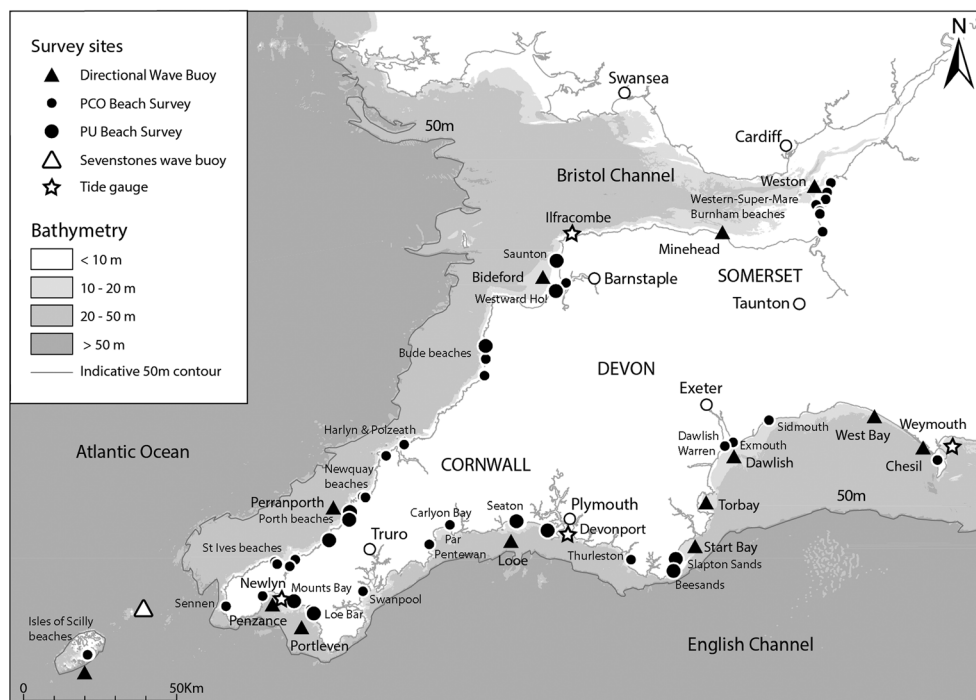 Survey sites
Directional Wave Buoy
PCO Beach Survey
PU Beach Survey
Sevenstones wave buoy
Tide gauge
Bathymetry
< 10 m
10 - 20 m
20 - 50 m
> 50 m
Indicative 50m contour
N
Swansea
50m
Cardiff
Bristol Channel
Weston
Western-Super-Mare
Burnham beaches
Ilfracombe
Minehead
Saunton
Bideford
Barnstaple
SOMERSET
Westward Ho!
Taunton
Bude beaches
DEVON
Exeter
Harlyn & Polzeath
Sidmouth
West Bay
Weymouth
Atlantic Ocean
Dawlish
Warren
Exmouth
Dawlish
Chesil
CORNWALL
Newquay
beaches
50m
Perranporth
Porth beaches
Carlyon Bay
Seaton
Plymouth
Torbay
Truro
Par
Devonport
Pentewan
St Ives beaches
Looe
Thurleston
Start Bay
Slapton Sands
Beesands
Newlyn
Mounts Bay
Swanpool
Sennen
Penzance
Loe Bar
Isles of Scilly
beaches
Portleven
English Channel
0
50Km